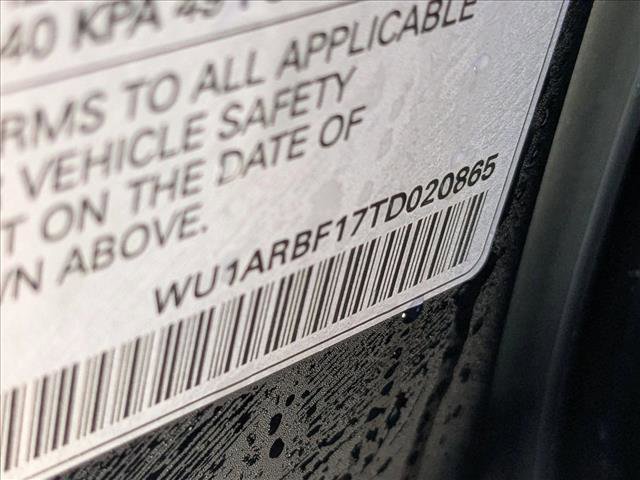 40 KPA
RMS TO ALL APPLICABLE
VEHICLE SAFETY
T ON THE DATE OF
WN ABOVE.
WU1ARBF17TD020865